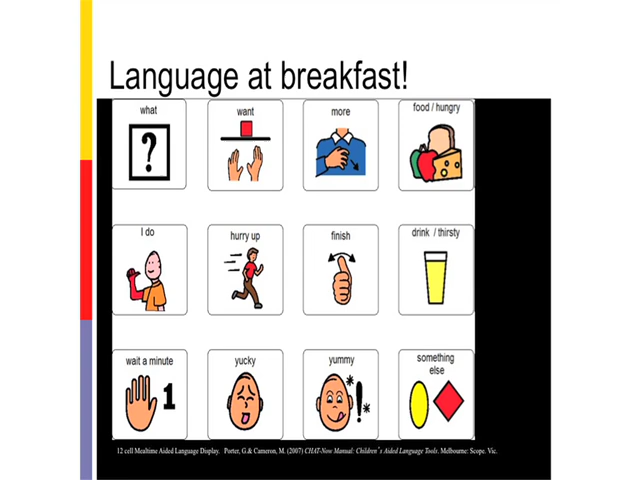 Language at breakfast!
what
want
more
food / hungry
?
I do
hurry up
finish
drink / thirsty
wait a minute
yucky
yummy
something
else
1
!
12 cell Mealtime Aided Language Display. Porter, G.& Cameron, M. (2007) CHAT-Now Manual: Children's Aided Language Tools. Melbourne: Scope. Vic.